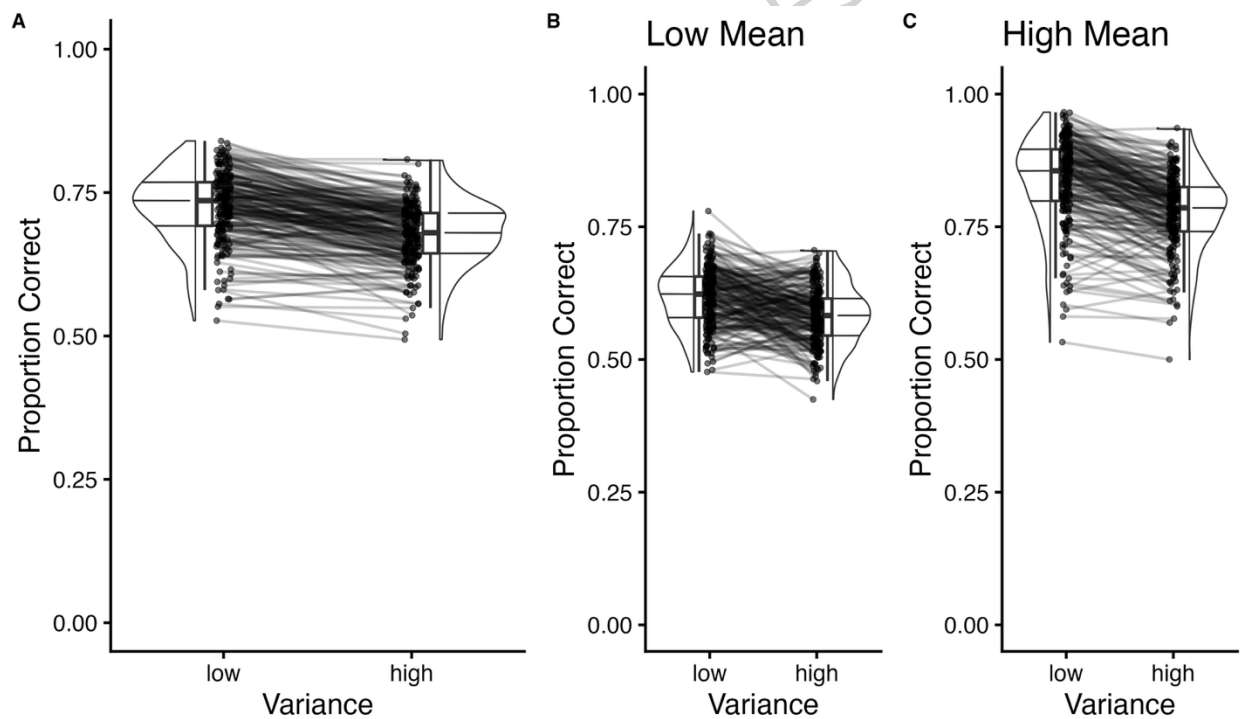 A
1.00
0.75
0.50
0.25
0.00
Proportion Correct
low high
Variance
B
Low Mean
1.00
0.75
0.50
0.25
0.00
Proportion Correct
low high
Variance
C
High Mean
1.00
0.75
0.50
0.25
0.00
Proportion Correct
low high
Variance